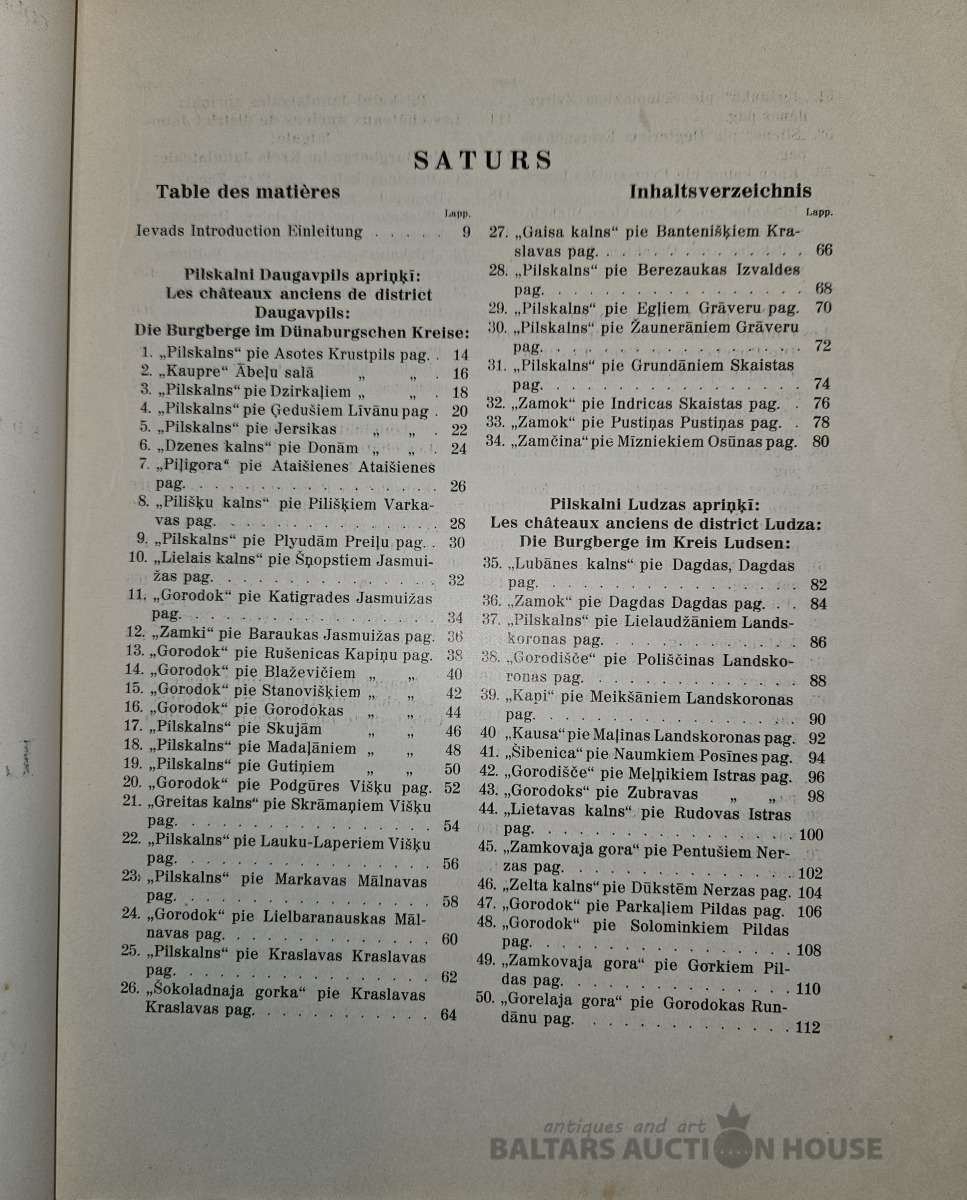 SATURS
Table des matières
Inhaltsverzeichnis
Lapp.
Ievads Introduction Einleitung . . . . . 9
Pilskalni Daugavpils apriņķī:
Les châteaux anciens de district
Daugavpils:
Die Burgberge im Dünaburgschen Kreise:
1. „Pilskalns“ pie Asotes Krustpils pag. . 14
2. „Kaupre“ Ābeļu salā „ „ . 16
3. „Pilskalns“ pie Dzirkaļiem „ „ . 18
4. „Pilskalns“ pie Ģedušiem Līvānu pag . 20
5. „Pilskalns“ pie Jersikas „ „ . 22
6. „Dzenes kalns“ pie Donām „ „ . 24
7. „Piļigora“ pie Ataišienes Ataišienes
pag. . . . . . . . . . . . . . . . 26
8. „Pilišķu kalns“ pie Pilišķiem Varka-
vas pag. . . . . . . . . . . . . . 28
9. „Pilskalns“ pie Plyudām Preiļu pag. . 30
10. „Lielais kalns“ pie Šņopstiem Jasmui-
žas pag. . . . . . . . . . . . . . 32
11. „Gorodok“ pie Katigrades Jasmuižas
pag. . . . . . . . . . . . . . . . 34
12. „Zamki“ pie Baraukas Jasmuižas pag. 36
13. „Gorodok“ pie Rušenicas Kapiņu pag. 38
14. „Gorodok“ pie Blaževičiem „ „ 40
15. „Gorodok“ pie Stanovišķiem „ „ 42
16. „Gorodok“ pie Gorodokas „ „ 44
17. „Pilskalns“ pie Skujām „ „ 46
18. „Pilskalns“ pie Madaļāniem „ „ 48
19. „Pilskalns“ pie Gutiņiem „ „ 50
20. „Gorodok“ pie Podgūres Višķu pag. 52
21. „Greitas kalns“ pie Skrāmaņiem Višķu
pag. . . . . . . . . . . . . . . . 54
22. „Pilskalns“ pie Lauku-Laperiem Višķu
pag. . . . . . . . . . . . . . . . 56
23. „Pilskalns“ pie Markavas Mālnavas
pag. . . . . . . . . . . . . . . . 58
24. „Gorodok“ pie Lielbaranauskas Māl-
navas pag. . . . . . . . . . . . . 60
25. „Pilskalns“ pie Kraslavas Kraslavas
pag. . . . . . . . . . . . . . . . 62
26. „Šokoladnaja gorka“ pie Kraslavas
Kraslavas pag. . . . . . . . . . . 64
Lapp.
27. „Gaisa kalns“ pie Bantenišķiem Kra-
slavas pag. . . . . . . . . . . . . 66
28. „Pilskalns“ pie Berezaukas Izvaldes
pag. . . . . . . . . . . . . . . . 68
29. „Pilskalns“ pie Egļiem Grāveru pag. 70
30. „Pilskalns“ pie Žaunerāniem Grāveru
pag. . . . . . . . . . . . . . . . 72
31. „Pilskalns“ pie Grundāniem Skaistas
pag. . . . . . . . . . . . . . . . 74
32. „Zamok“ pie Indricas Skaistas pag. . 76
33. „Zamok“ pie Pustiņas Pustiņas pag. . 78
34. „Zamčina“ pie Mīzniekiem Osūnas pag. 80
Pilskalni Ludzas apriņķī:
Les châteaux anciens de district Ludza:
Die Burgberge im Kreis Ludsen:
35. „Lubānes kalns“ pie Dagdas, Dagdas
pag. . . . . . . . . . . . . . . . 82
36. „Zamok“ pie Dagdas Dagdas pag. . . 84
37. „Pilskalns“ pie Lielaudžāniem Lands-
koronas pag. . . . . . . . . . . . 86
38. „Gorodišče“ pie Poliščinas Landsko-
ronas pag. . . . . . . . . . . . . 88
39. „Kapi“ pie Meikšāniem Landskoronas
pag. . . . . . . . . . . . . . . . 90
40 „Kausa“ pie Maļinas Landskoronas pag. 92
41. „Šibenica“ pie Naumkiem Posīnes pag. 94
42. „Gorodišče“ pie Meļņikiem Istras pag. 96
43. „Gorodoks“ pie Zubravas „ „ 98
44. „Lietavas kalns“ pie Rudovas Istras
pag. . . . . . . . . . . . . . . . 100
45. „Zamkovaja gora“ pie Pentušiem Ner-
zas pag. . . . . . . . . . . . . . 102
46. „Zelta kalns“ pie Dūkstēm Nerzas pag. 104
47. „Gorodok“ pie Parkaļiem Pildas pag. 106
48. „Gorodok“ pie Solominkiem Pildas
pag. . . . . . . . . . . . . . . . 108
49. „Zamkovaja gora“ pie Gorkiem Pil-
das pag. . . . . . . . . . . . . . 110
50. „Gorelaja gora“ pie Gorodokas Run-
dānu pag. . . . . . . . . . . . . . 112
antiques and art
BALTARS AUCTION HOUSE